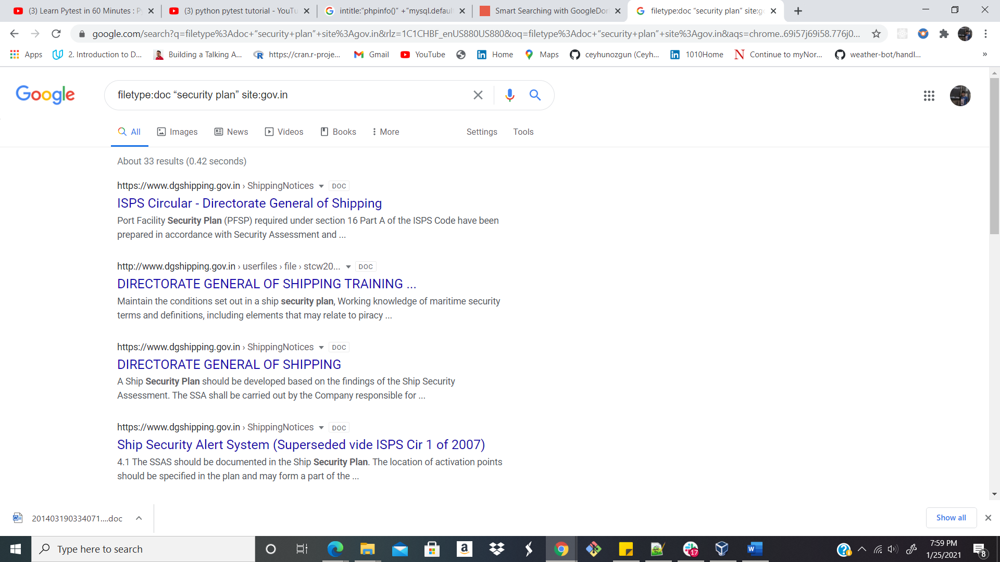 (3) Learn Pytest in 60 Minutes : Py
(3) python pytest tutorial - YouTu
intitle:"phpinfo()" +"mysql.default
Smart Searching with GoogleDor
filetype:doc “security plan” site:go
google.com/search?q=filetype%3Adoc+“security+plan”+site%3Agov.in&rlz=1C1CHBF_enUS880US880&oq=filetype%3Adoc+“security+plan”+site%3Agov.in&aqs=chrome..69i57j69i58.776j0...
Apps 2. Introduction to D... Building a Talking A... https://cran.r-proje... Gmail YouTube Home Maps ceyhunozgun (Ceyh... 1010Home Continue to myNor... weather-bot/handl... »
Google
filetype:doc “security plan” site:gov.in
All Images News Videos Books More Settings Tools
About 33 results (0.42 seconds)
https://www.dgshipping.gov.in › ShippingNotices DOC
ISPS Circular - Directorate General of Shipping
Port Facility Security Plan (PFSP) required under section 16 Part A of the ISPS Code have been
prepared in accordance with Security Assessment and ...
http://www.dgshipping.gov.in › userfiles › file › stcw20... DOC
DIRECTORATE GENERAL OF SHIPPING TRAINING ...
Maintain the conditions set out in a ship security plan, Working knowledge of maritime security
terms and definitions, including elements that may relate to piracy ...
https://www.dgshipping.gov.in › ShippingNotices DOC
DIRECTORATE GENERAL OF SHIPPING
A Ship Security Plan should be developed based on the findings of the Ship Security
Assessment. The SSA shall be carried out by the Company responsible for ...
https://www.dgshipping.gov.in › ShippingNotices DOC
Ship Security Alert System (Superseded vide ISPS Cir 1 of 2007)
4.1 The SSAS should be documented in the Ship Security Plan. The location of activation points
should be specified in the plan and may form a part of the ...
201403190334071....doc
Show all
Type here to search
17
7:59 PM
1/25/2021
8